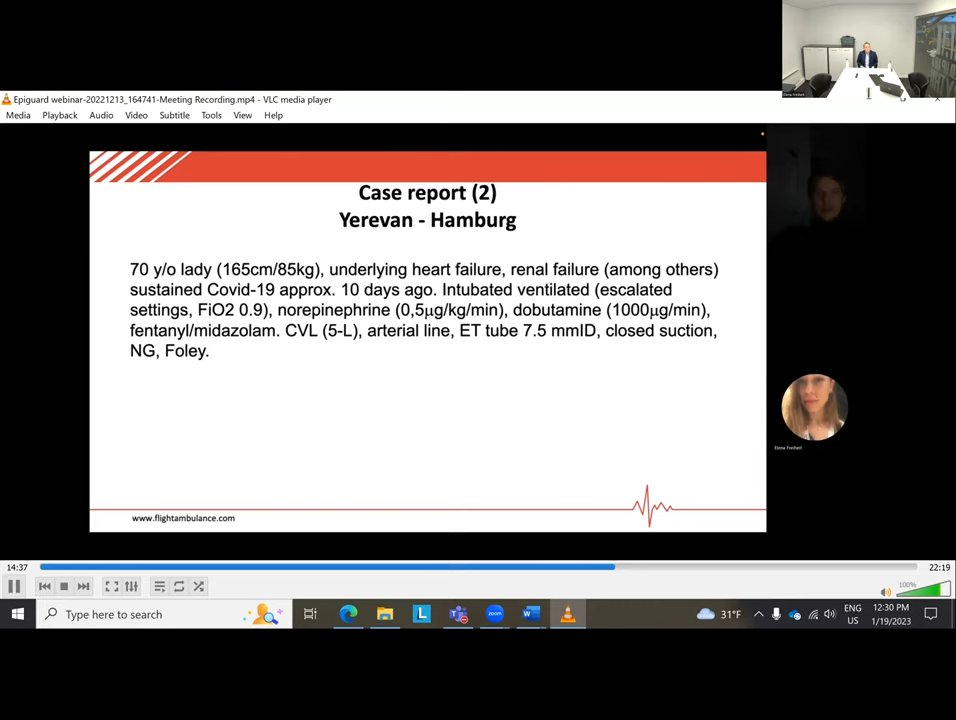 Elena Freiheit
Epiguard webinar-20221213_164741-Meeting Recording.mp4 - VLC media player
Media Playback Audio Video Subtitle Tools View Help
Case report (2)
Yerevan - Hamburg
70 y/o lady (165cm/85kg), underlying heart failure, renal failure (among others)
sustained Covid-19 approx. 10 days ago. Intubated ventilated (escalated
settings, FiO2 0.9), norepinephrine (0,5µg/kg/min), dobutamine (1000µg/min),
fentanyl/midazolam. CVL (5-L), arterial line, ET tube 7.5 mmID, closed suction,
NG, Foley.
Elena Freiheit
www.flightambulance.com
14:37
22:19
100%
Type here to search
L
zoom
W
31°F
ENG
US
12:30 PM
1/19/2023